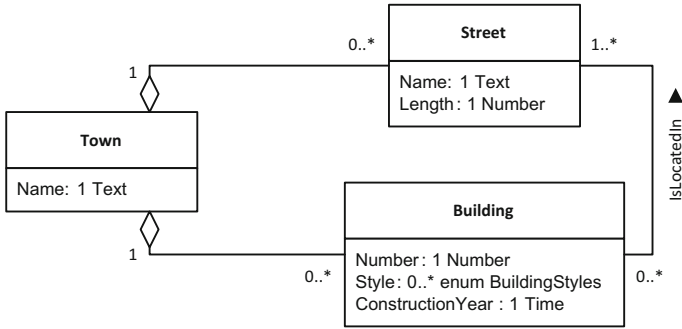 Street
0..*
1..*
1
Name: 1 Text
Length: 1 Number
IsLocatedIn ▲
Town
Name: 1 Text
Building
1
0..*
Number: 1 Number
Style: 0..* enum BuildingStyles
ConstructionYear : 1 Time
0..*